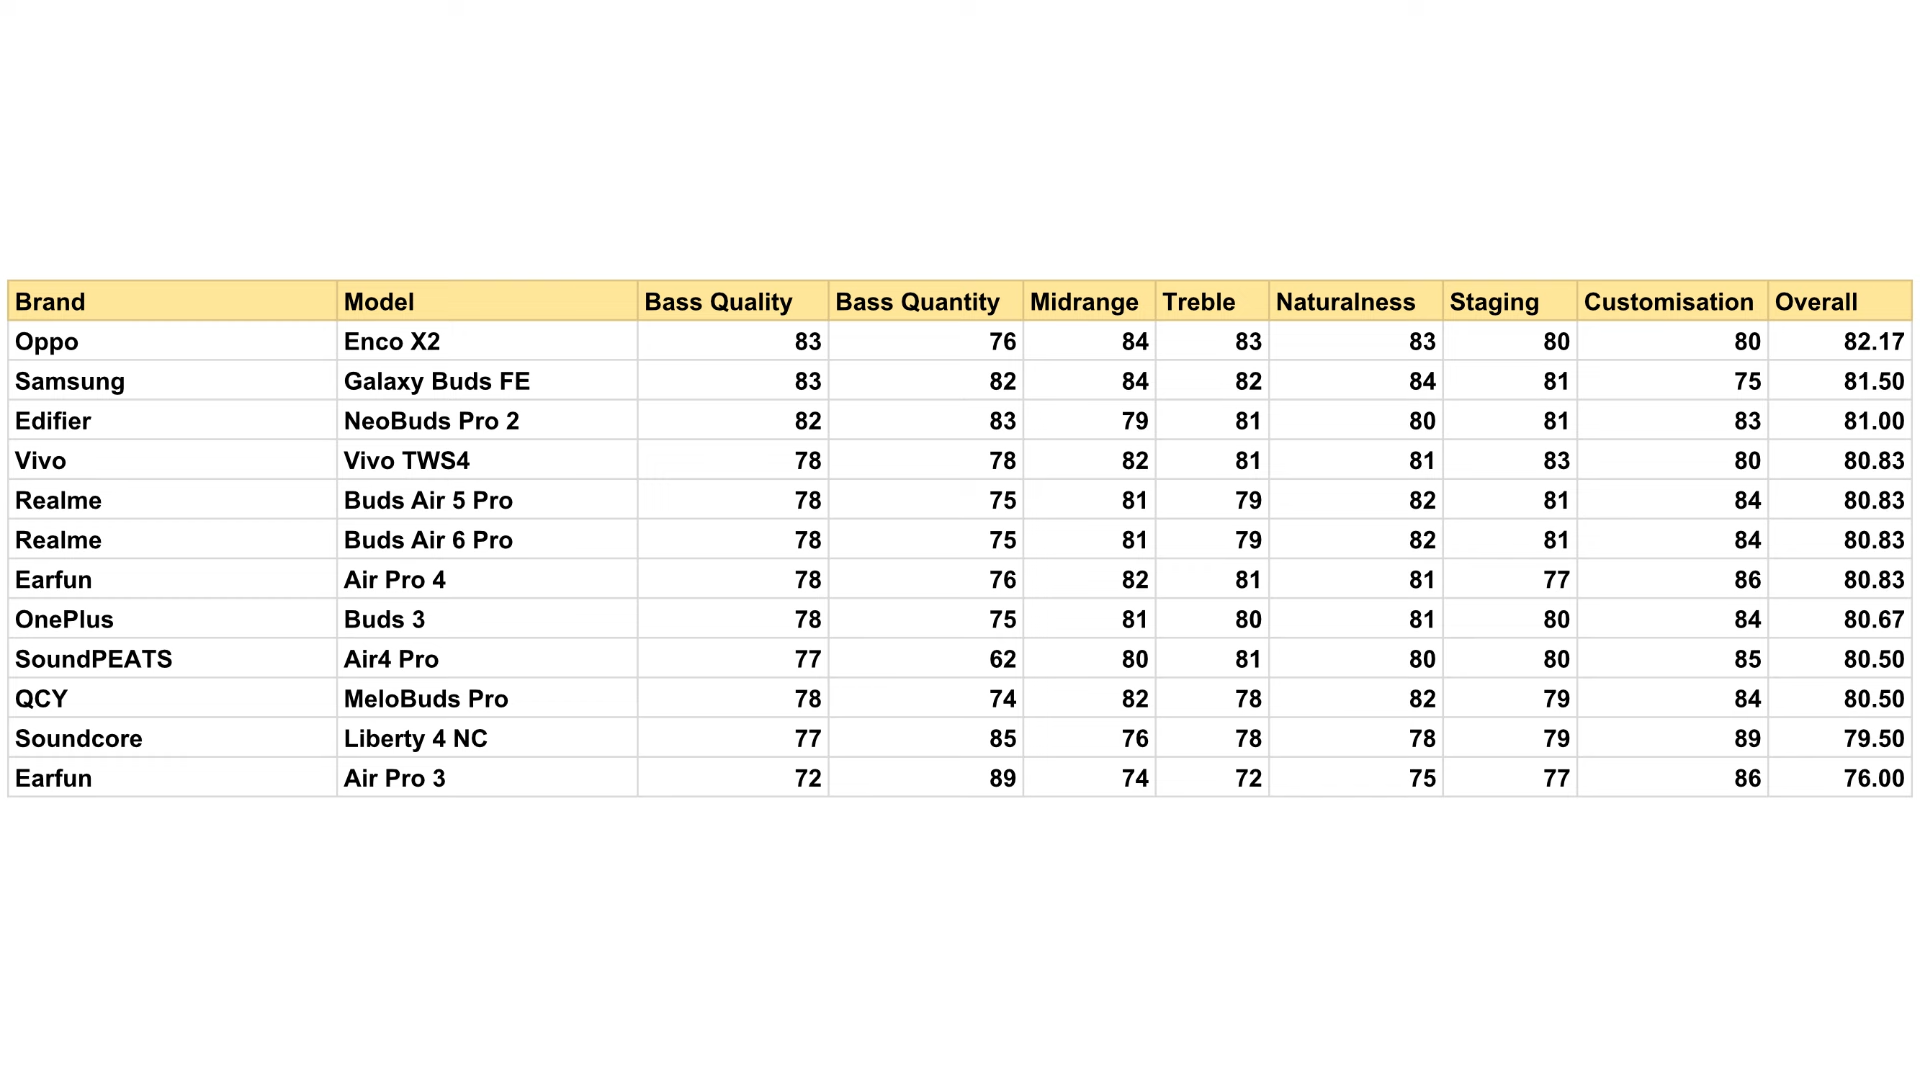 Brand Model Bass Quality Bass Quantity Midrange Treble Naturalness Staging Customisation Overall
Oppo Enco X2 83 76 84 83 83 80 80 82.17
Samsung Galaxy Buds FE 83 82 84 82 84 81 75 81.50
Edifier NeoBuds Pro 2 82 83 79 81 80 81 83 81.00
Vivo Vivo TWS4 78 78 82 81 81 83 80 80.83
Realme Buds Air 5 Pro 78 75 81 79 82 81 84 80.83
Realme Buds Air 6 Pro 78 75 81 79 82 81 84 80.83
Earfun Air Pro 4 78 76 82 81 81 77 86 80.83
OnePlus Buds 3 78 75 81 80 81 80 84 80.67
SoundPEATS Air4 Pro 77 62 80 81 80 80 85 80.50
QCY MeloBuds Pro 78 74 82 78 82 79 84 80.50
Soundcore Liberty 4 NC 77 85 76 78 78 79 89 79.50
Earfun Air Pro 3 72 89 74 72 75 77 86 76.00